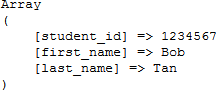 Array
(
    [student_id] => 1234567
    [first_name] => Bob
    [last_name] => Tan
)